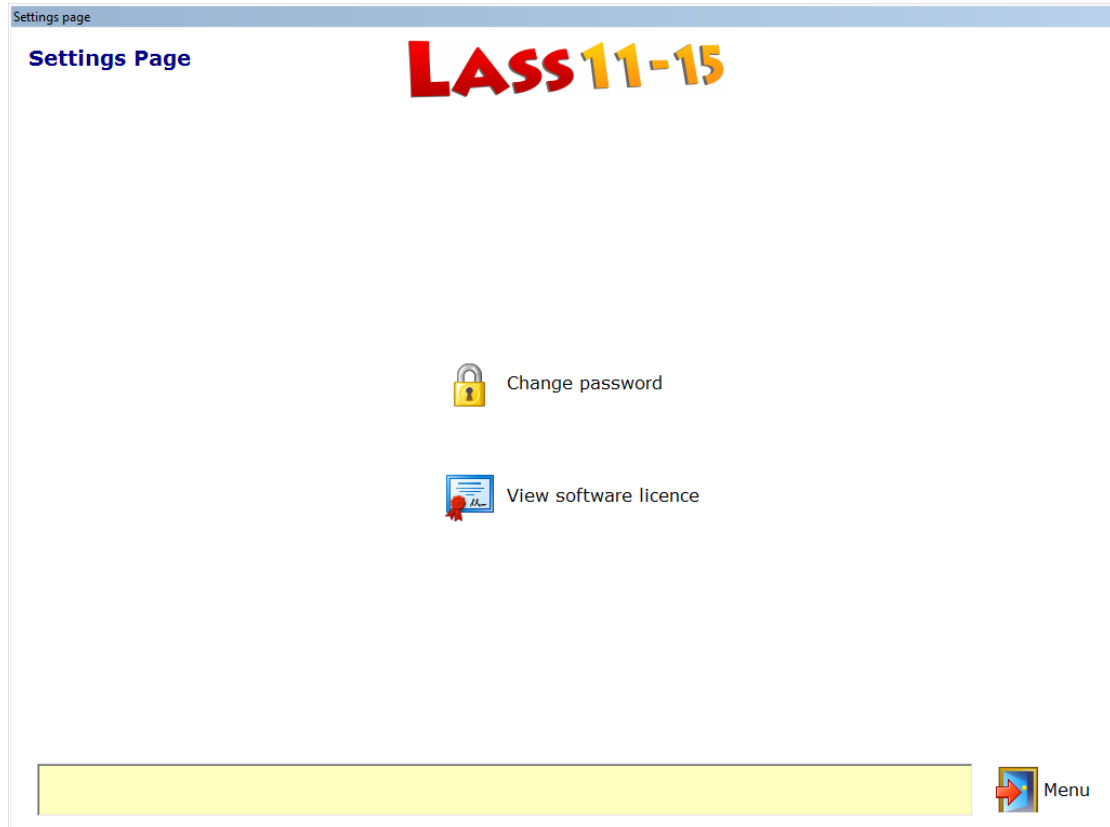 Settings page
Settings Page
LASS 11-15
Change password
View software licence
Menu